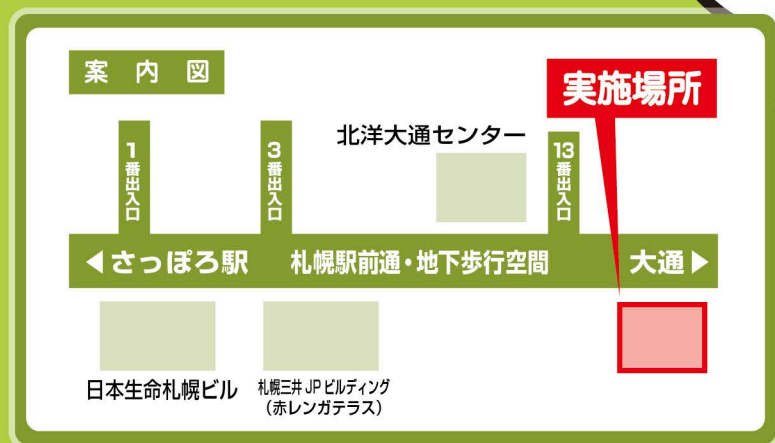 案内図
実施場所
北洋大通センター
1番出入口
3番出入口
13番出入口
◀さっぽろ駅
札幌駅前通・地下歩行空間
大通▶
日本生命札幌ビル
札幌三井JPビルディング
（赤レンガテラス）